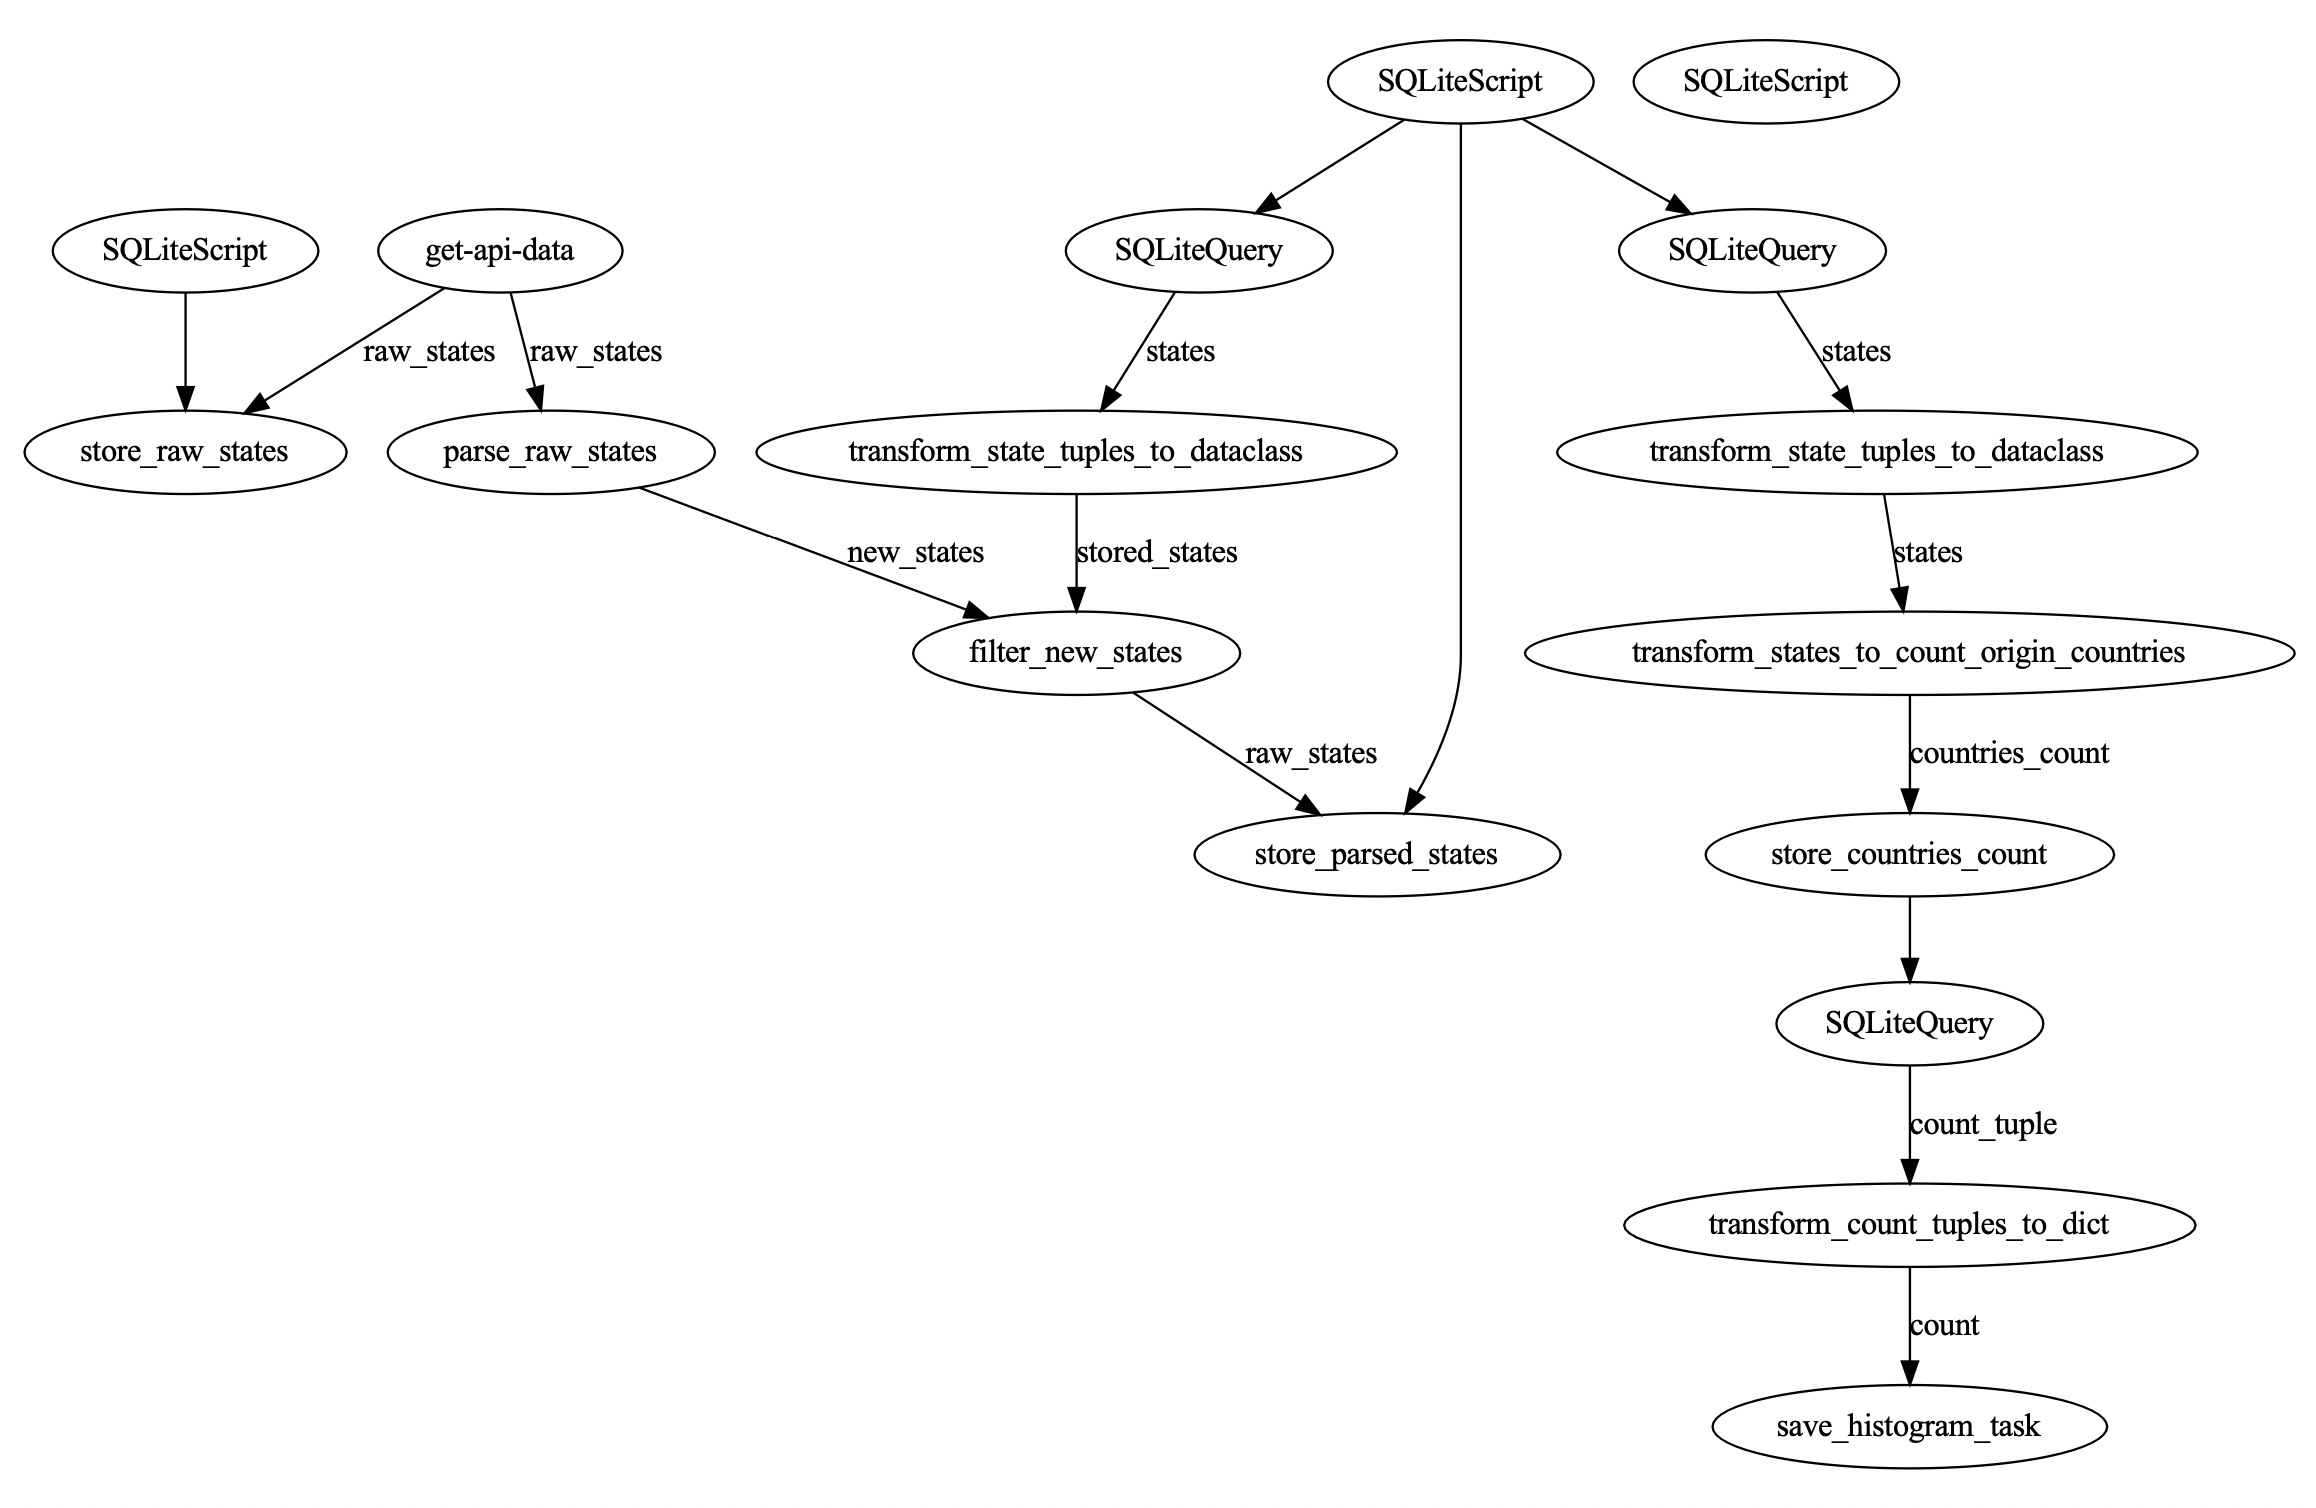 SQLiteScript
SQLiteScript
SQLiteScript
get-api-data
SQLiteQuery
SQLiteQuery
raw_states
raw_states
states
states
store_raw_states
parse_raw_states
transform_state_tuples_to_dataclass
transform_state_tuples_to_dataclass
new_states
stored_states
states
filter_new_states
transform_states_to_count_origin_countries
raw_states
countries_count
store_parsed_states
store_countries_count
SQLiteQuery
count_tuple
transform_count_tuples_to_dict
count
save_histogram_task